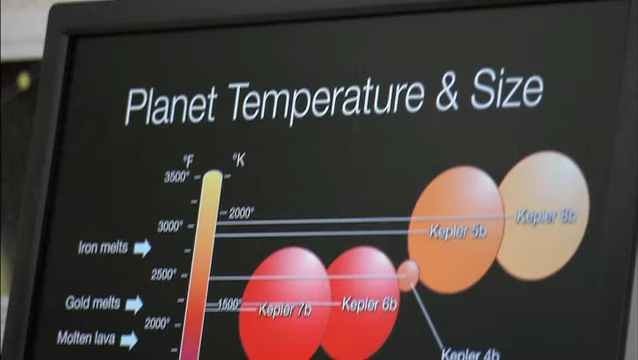 Planet Temperature & Size
°F °K
3500°
2000°
3000°
Kepler 8b
Kepler 5b
Iron melts
2500°
Gold melts
1500°
Kepler 7b
Kepler 6b
2000°
Molten lava
Kepler 4b